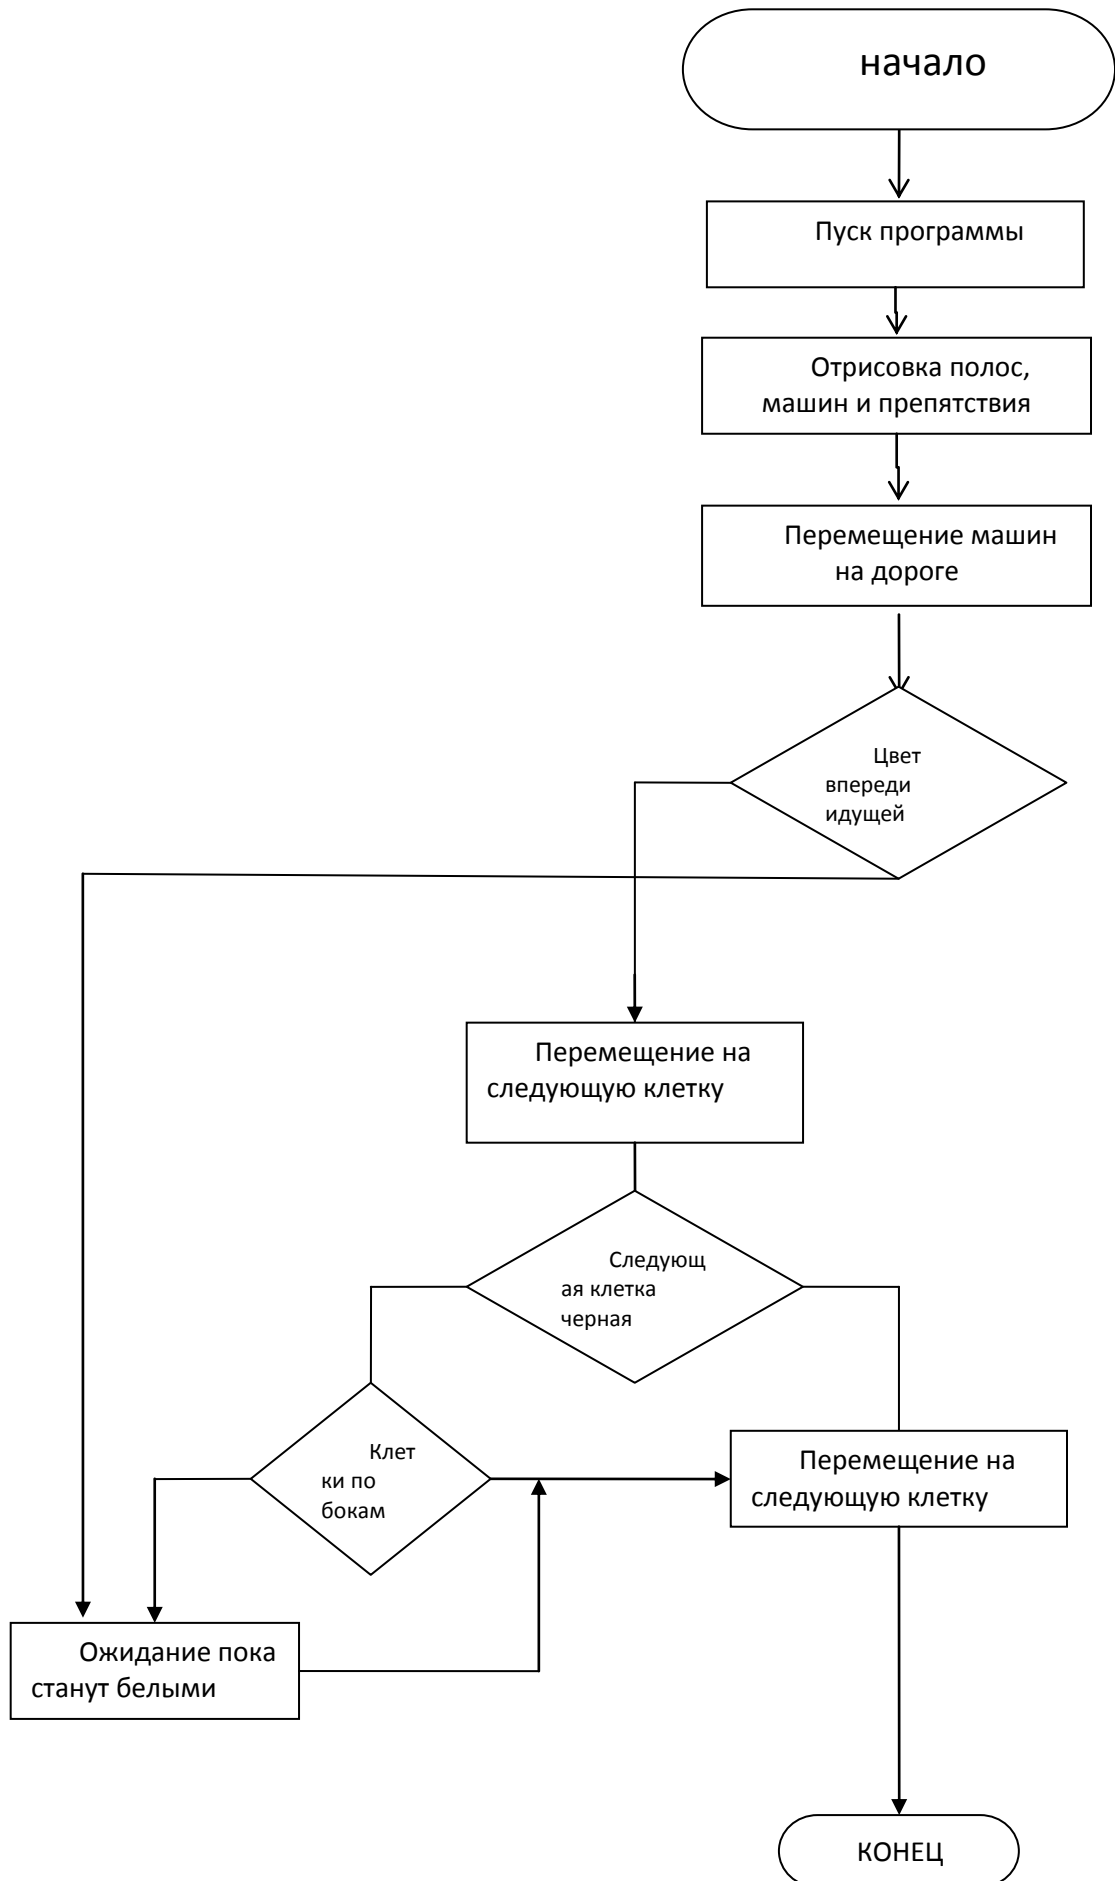 начало
Пуск программы
Отрисовка полос,
машин и препятствия
Перемещение машин
на дороге
Цвет
впереди
идущей
Перемещение на
следующую клетку
Следующ
ая клетка
черная
Клет
ки по
бокам
Перемещение на
следующую клетку
Ожидание пока
станут белыми
КОНЕЦ